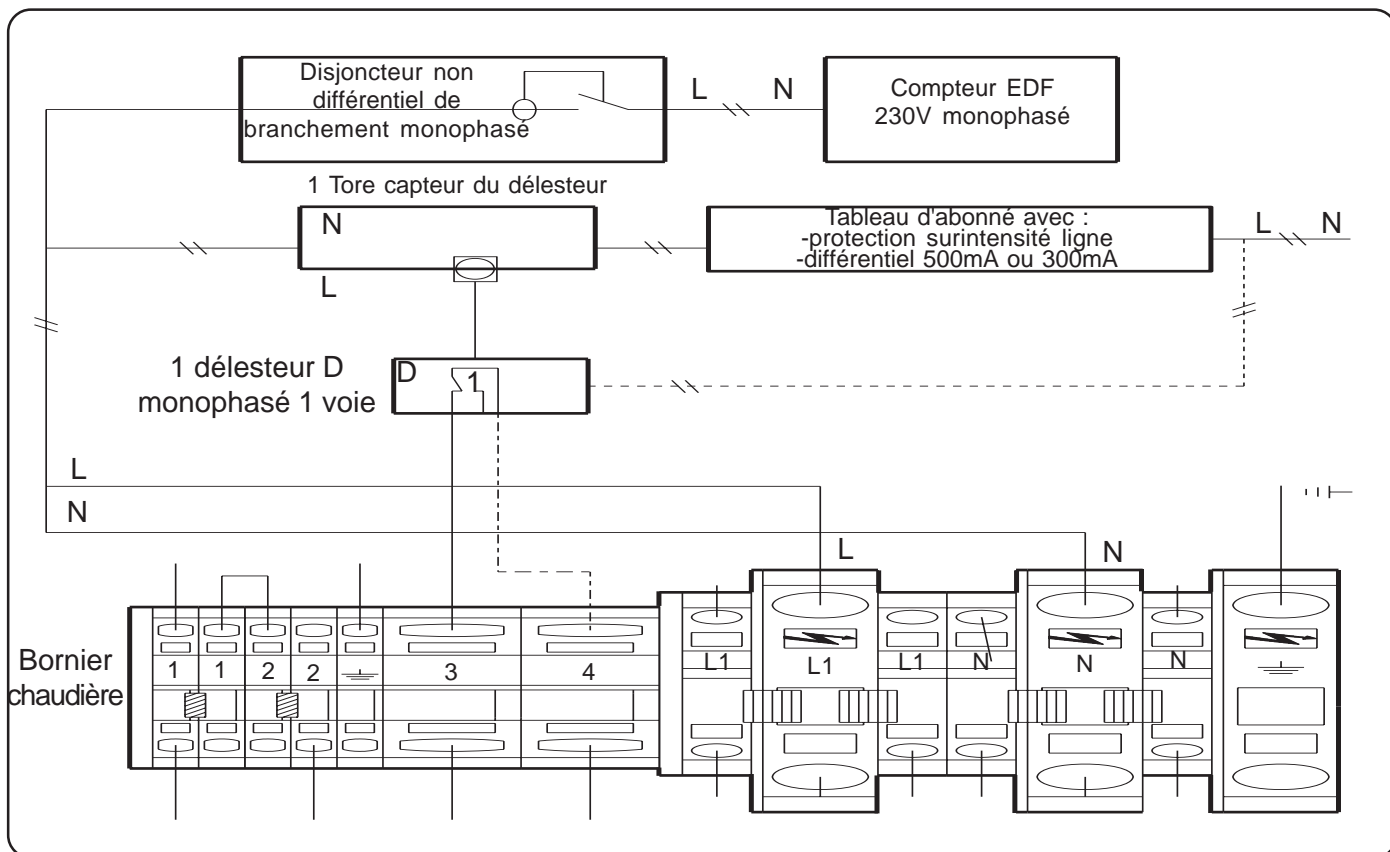 Disjoncteur non
différentiel de
branchement monophasé
L N
Compteur EDF
230V monophasé
1 Tore capteur du délesteur
N
L
Tableau d'abonné avec :
-protection surintensité ligne
-différentiel 500mA ou 300mA
L N
1 délesteur D
monophasé 1 voie
D
1
L
N
L
N
Bornier
chaudière
1 1 2 2 3 4 L1 L1 L1 N N N